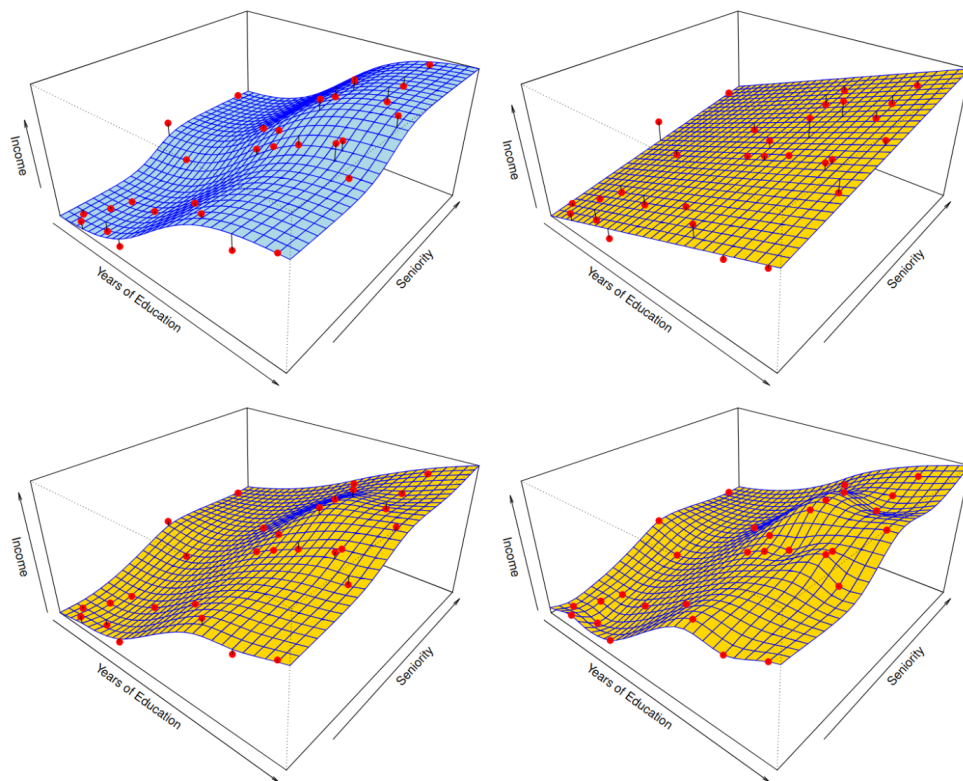 Income
Years of Education
Seniority
Income
Years of Education
Seniority
Income
Years of Education
Seniority
Income
Years of Education
Seniority